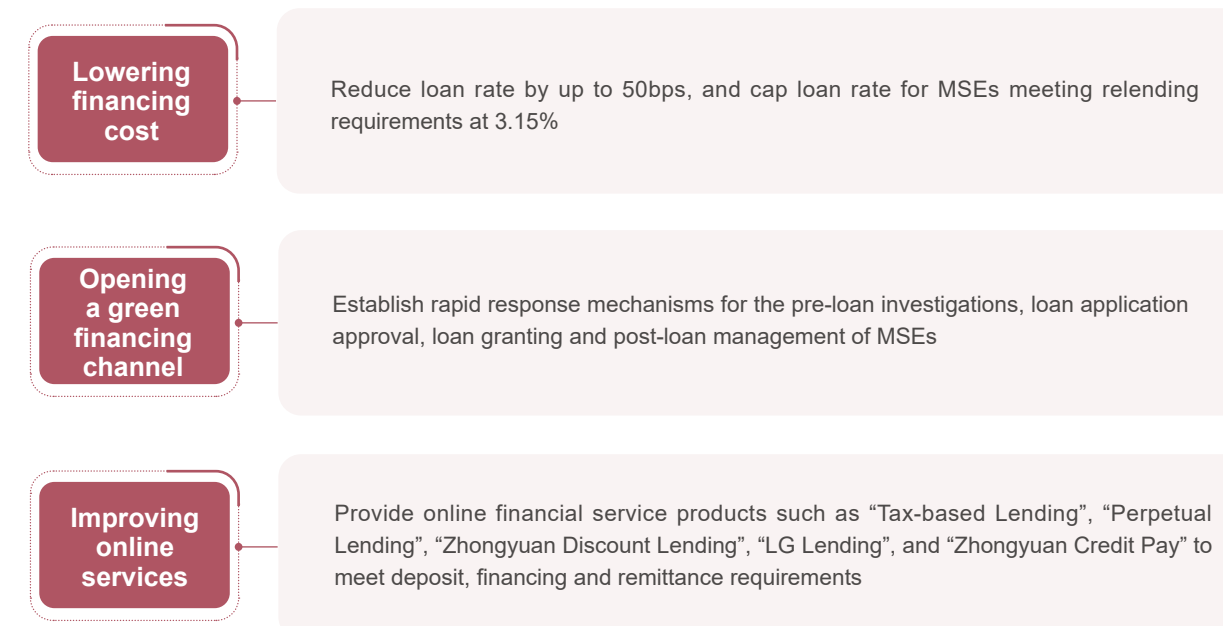 Lowering
financing
cost
Reduce loan rate by up to 50bps, and cap loan rate for MSEs meeting relending
requirements at 3.15%
Opening
a green
financing
channel
Establish rapid response mechanisms for the pre-loan investigations, loan application
approval, loan granting and post-loan management of MSEs
Improving
online
services
Provide online financial service products such as “Tax-based Lending”, “Perpetual
Lending”, “Zhongyuan Discount Lending”, “LG Lending”, and “Zhongyuan Credit Pay” to
meet deposit, financing and remittance requirements